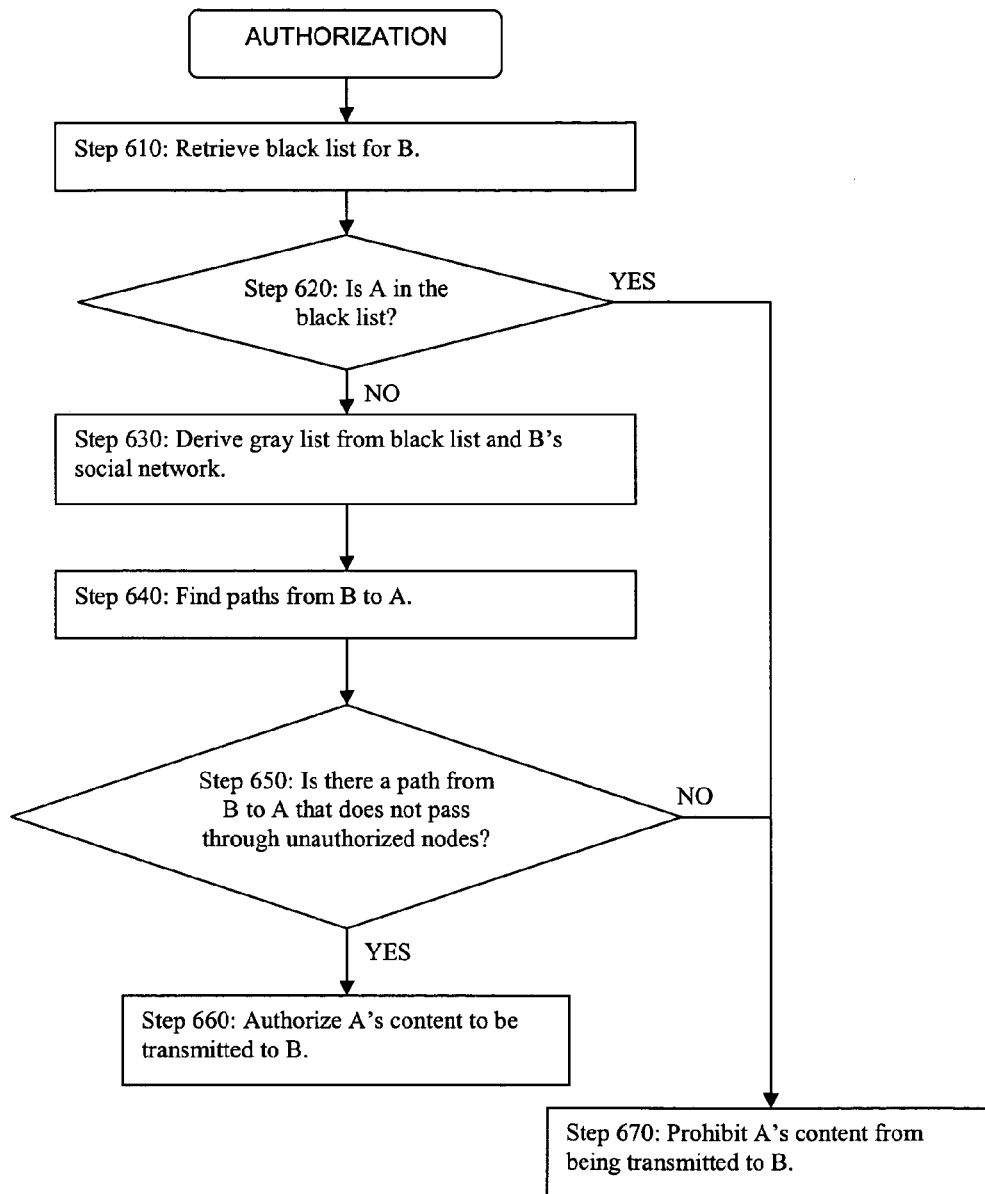 AUTHORIZATION
Step 610: Retrieve black list for B.
Step 620: Is A in the
black list?
YES
NO
Step 630: Derive gray list from black list and B's
social network.
Step 640: Find paths from B to A.
Step 650: Is there a path from
B to A that does not pass
through unauthorized nodes?
NO
YES
Step 660: Authorize A's content to be
transmitted to B.
Step 670: Prohibit A's content from
being transmitted to B.